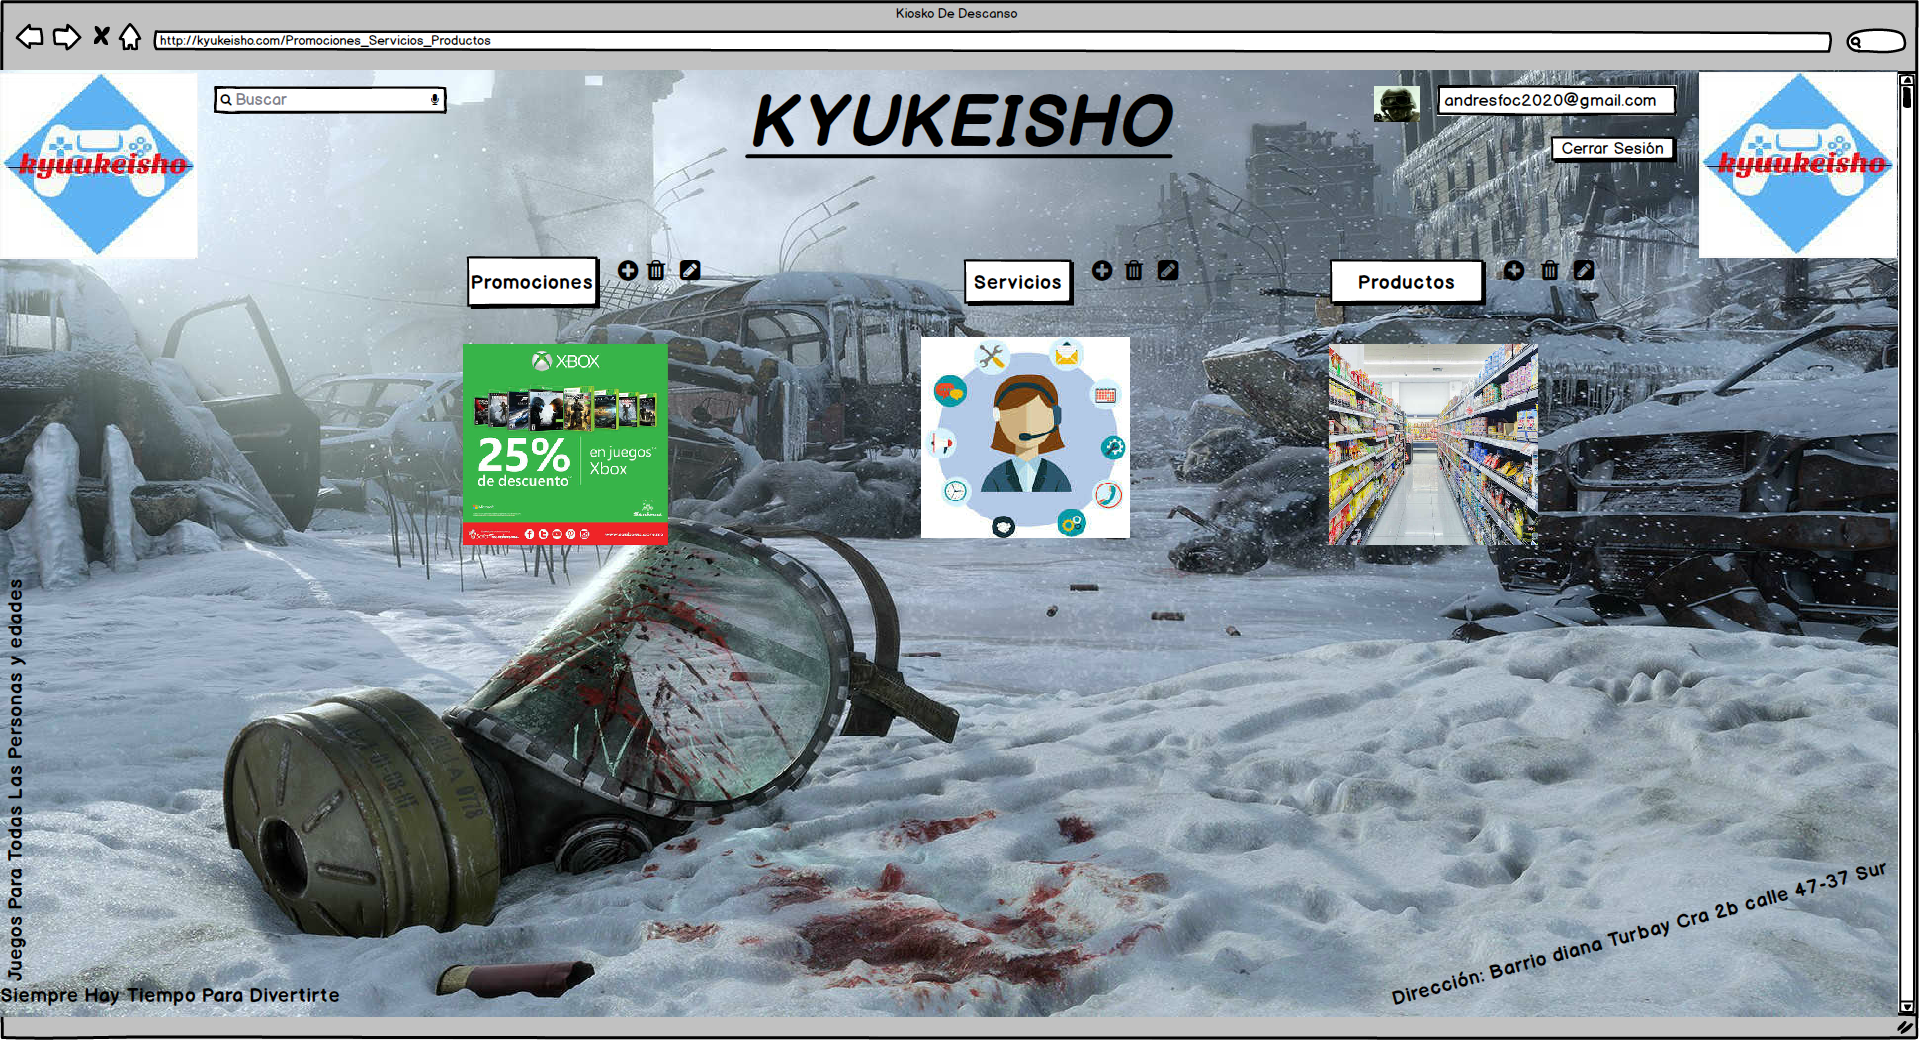 Kiosko De Descanso
http://kyukeisho.com/Promociones_Servicios_Productos
kyuukeisho
Buscar
KYUKEISHO
andresfoc2020@gmail.com
Cerrar Sesión
kyuukeisho
Promociones
Servicios
Productos
XBOX
25%
de descuento
en juegos
Xbox
Juegos Para Todas Las Personas y edades
Siempre Hay Tiempo Para Divertirte
Dirección: Barrio diana Turbay Cra 2b calle 47-37 Sur